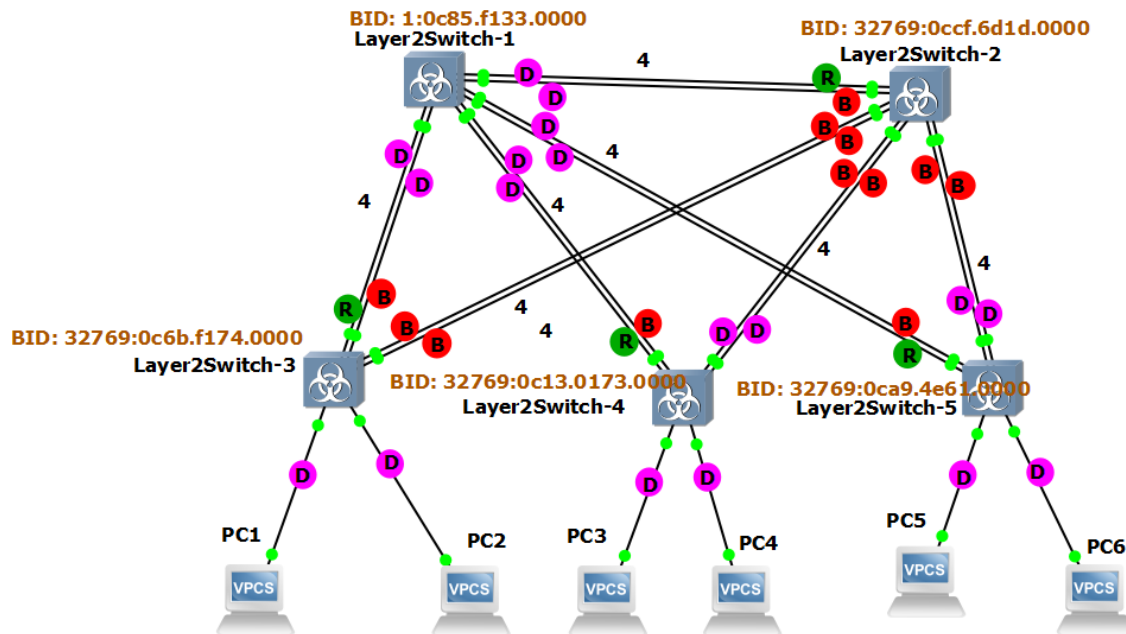 BID: 1:0c85.f133.0000
Layer2Switch-1
BID: 32769:0ccf.6d1d.0000
Layer2Switch-2
4
D
R
D
B
D
B
B
D
4
D
D
D
B
B
B
B
D
D
4
4
4
4
4
4
R
B
B
B
D
D
B
R
B
R
D
D
BID: 32769:0c6b.f174.0000
Layer2Switch-3
BID: 32769:0c13.0173.0000
Layer2Switch-4
BID: 32769:0ca9.4e61.0000
Layer2Switch-5
D
D
D
D
D
D
PC1
PC2
PC3
PC4
PC5
PC6
VPCS
VPCS
VPCS
VPCS
VPCS
VPCS